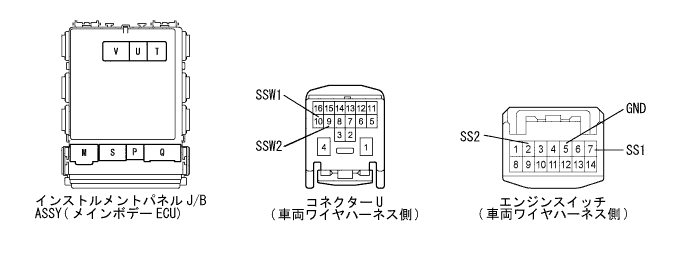 V U T
M S P Q
インストルメントパネル J/B
ASSY(メインボデーECU)
SSW1
16 15 14 13 12 11
10 9 8 7 6 5
3 2
SSW2
4 1
コネクターU
(車両ワイヤハーネス側)
GND
SS2
1 2 3 4 5 6 7
SS1
8 9 10 11 12 13 14
エンジンスイッチ
(車両ワイヤハーネス側)